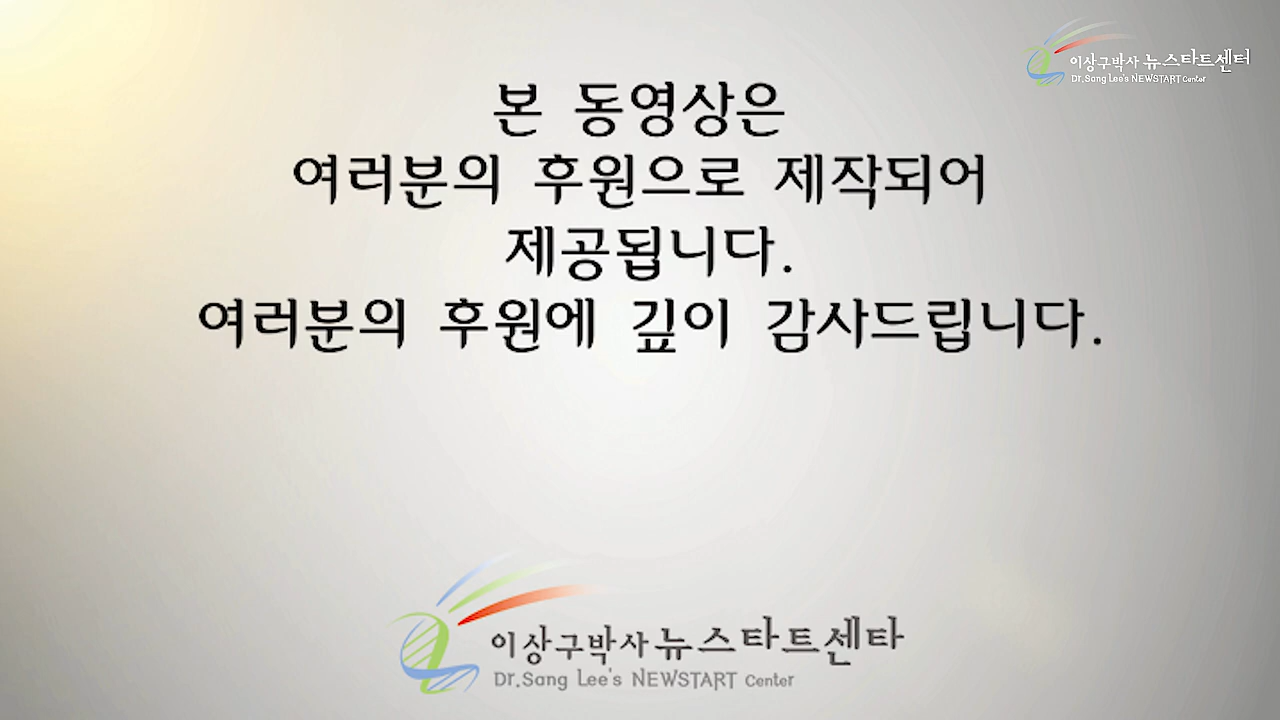 이상구박사 뉴스타트센터
Dr.Sang Lee's NEWSTART Center
본 동영상은
여러분의 후원으로 제작되어
제공됩니다.
여러분의 후원에 깊이 감사드립니다.
이상구박사 뉴스타트센타
Dr.Sang Lee's NEWSTART Center